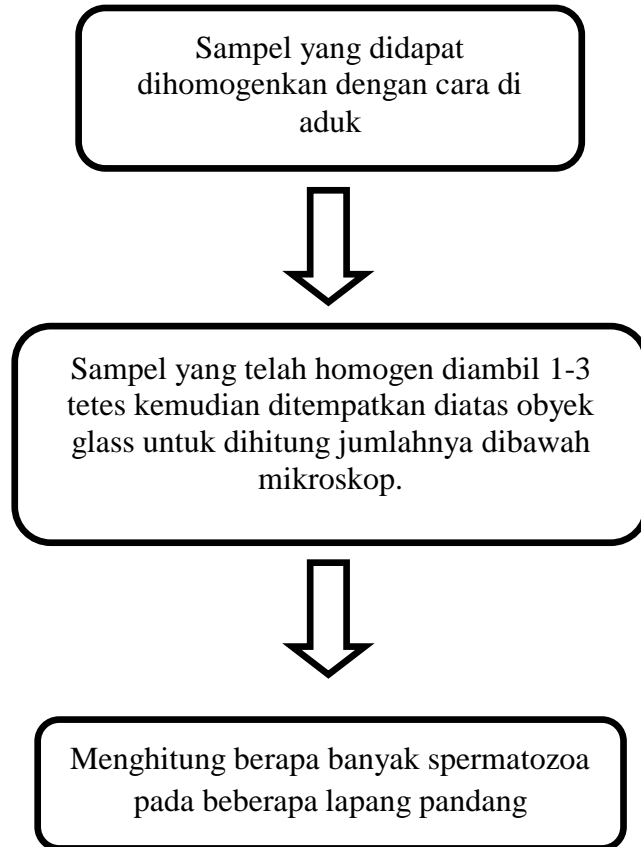 Sampel yang didapat
dihomogenkan dengan cara di
aduk
Sampel yang telah homogen diambil 1-3
tetes kemudian ditempatkan diatas obyek
glass untuk dihitung jumlahnya dibawah
mikroskop.
Menghitung berapa banyak spermatozoa
pada beberapa lapang pandang